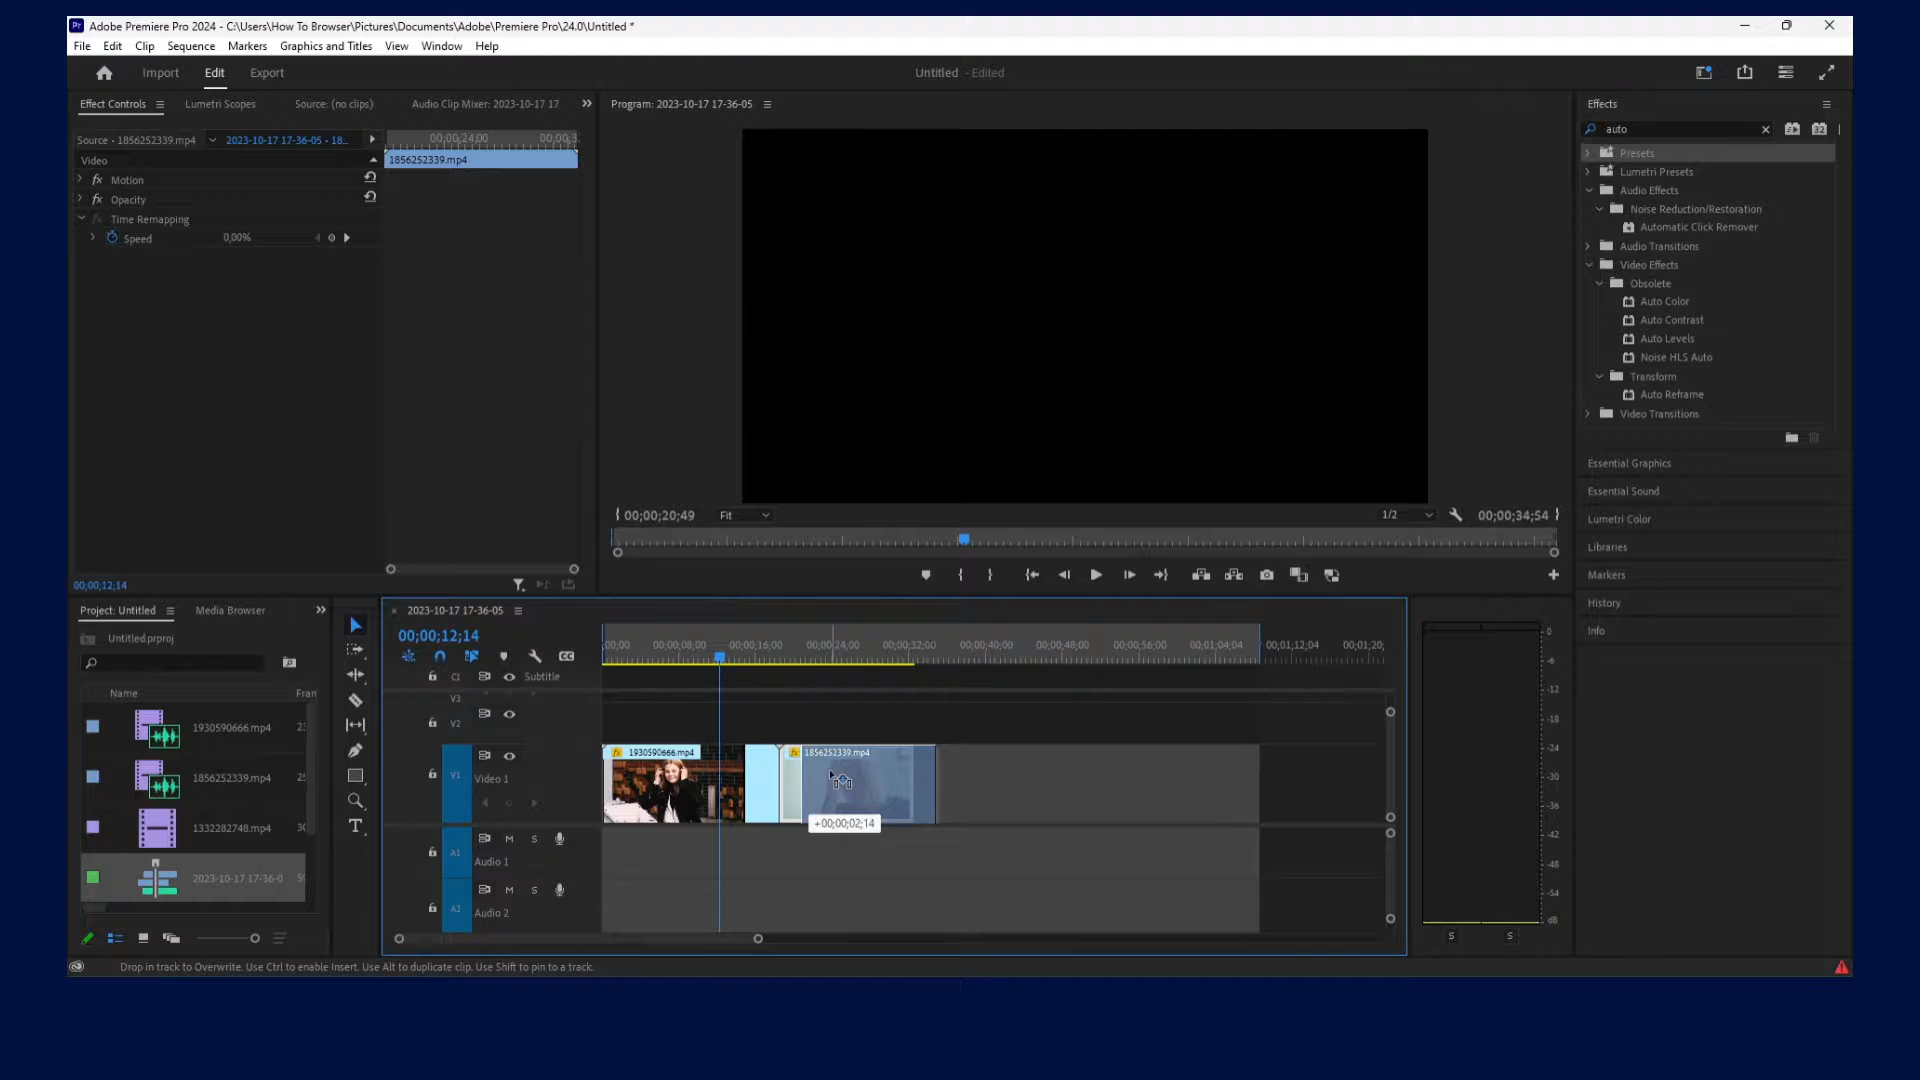 Adobe Premiere Pro 2024 - C:\Users\How To Browser\Pictures\Documents\Adobe\Premiere Pro\24.0\Untitled *
File Edit Clip Sequence Markers Graphics and Titles View Window Help
Import Edit Export
Untitled - Edited
Effect Controls Lumetri Scopes Source: (no clips) Audio Clip Mixer: 2023-10-17 17
Source - 1856252339.mp4 2023-10-17 17-36-05 - 18...
00;00;24;00
Video
1856252339.mp4
fx Motion
fx Opacity
fx Time Remapping
Speed 0,00%
00;00;12;14
Program: 2023-10-17 17-36-05
00;00;20;49 Fit 1/2 00;00;34;54
Effects
auto
32
Presets
Lumetri Presets
Audio Effects
Noise Reduction/Restoration
Automatic Click Remover
Audio Transitions
Video Effects
Obsolete
Auto Color
Auto Contrast
Auto Levels
Noise HLS Auto
Transform
Auto Reframe
Video Transitions
Essential Graphics
Essential Sound
Lumetri Color
Libraries
Markers
History
Info
Project: Untitled Media Browser
Untitled.prproj
Name Fran
1930590666.mp4
1856252339.mp4
1332282748.mp4
2023-10-17 17-36-0
2023-10-17 17-36-05
00;00;12;14
;00;00 00;00;08;00 00;00;16;00 00;00;24;00 00;00;32;00 00;00;40;00 00;00;48;00 00;00;56;00 00;01;04;04 00;01;12;04 00;01;20;
C1 Subtitle
V3
V2
V1 Video 1
fx 1930590666.mp4
fx 1856252339.mp4
+00;00;02;14
A1 M S
Audio 1
A2 M S
Audio 2
0
-6
-12
-18
-24
-30
-36
-42
-48
-54
dB
S S
Drop in track to Overwrite. Use Ctrl to enable Insert. Use Alt to duplicate clip. Use Shift to pin to a track.